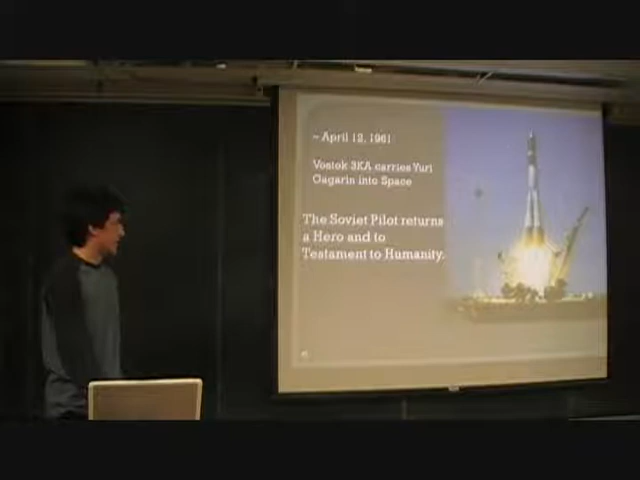 ~ April 12, 1961
Vostok 3KA carries Yuri
Gagarin into Space
The Soviet Pilot returns
a Hero and to
Testament to Humanity.